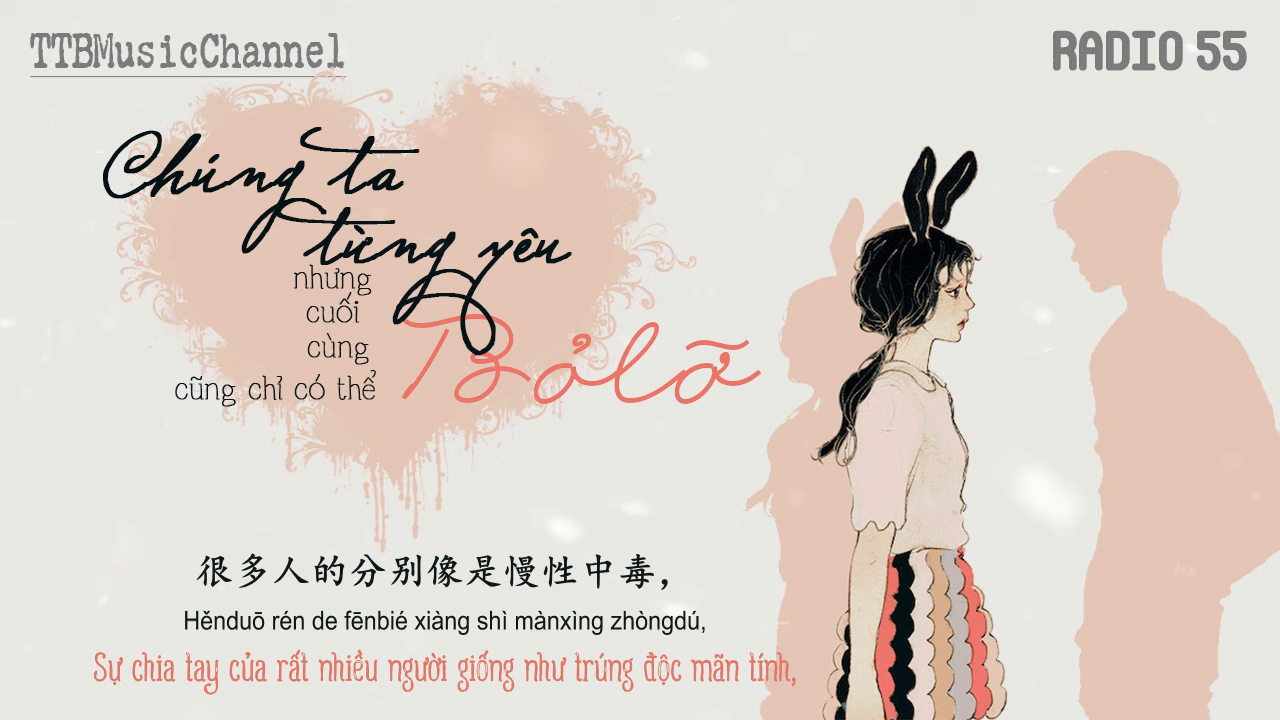 TTBMusicChannel
RADIO 55
Chúng ta
từng yêu
nhưng
cuối
cùng
cũng chỉ có thể
Bỏ lỡ
很多人的分别像是慢性中毒，
Hěnduō rén de fēnbié xiàng shì mànxìng zhòngdú,
Sự chia tay của rất nhiều người giống như trúng độc mãn tính,